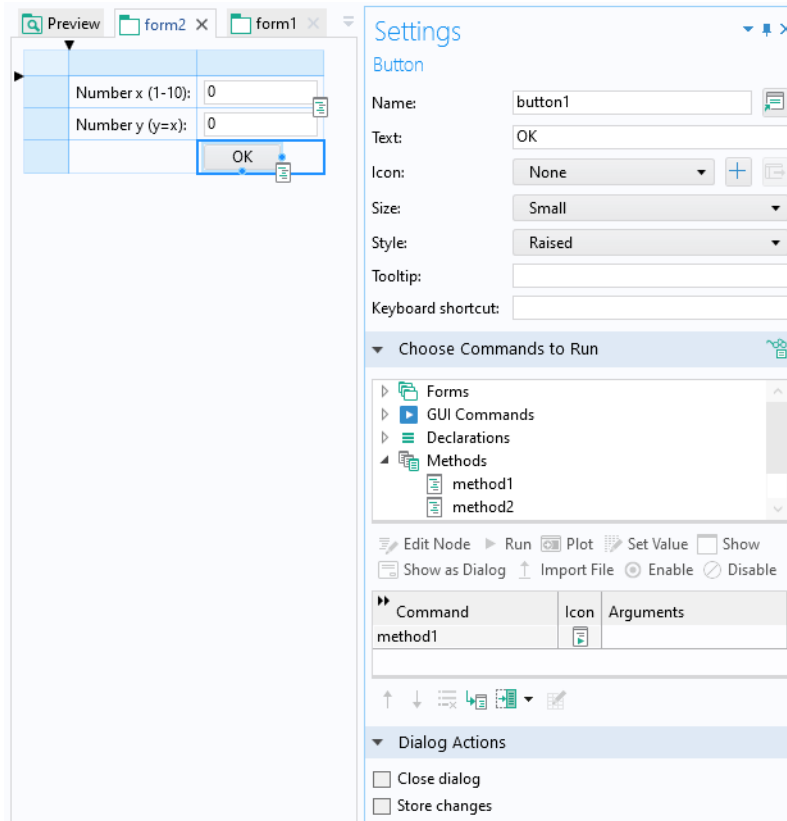 Preview form2 form1
Number x (1-10): 0
Number y (y=x): 0
OK
Settings
Button
Name: button1
Text: OK
Icon: None
Size: Small
Style: Raised
Tooltip:
Keyboard shortcut:
Choose Commands to Run
Forms
GUI Commands
Declarations
Methods
method1
method2
Edit Node Run Plot Set Value Show
Show as Dialog Import File Enable Disable
Command Icon Arguments
method1
Dialog Actions
Close dialog
Store changes